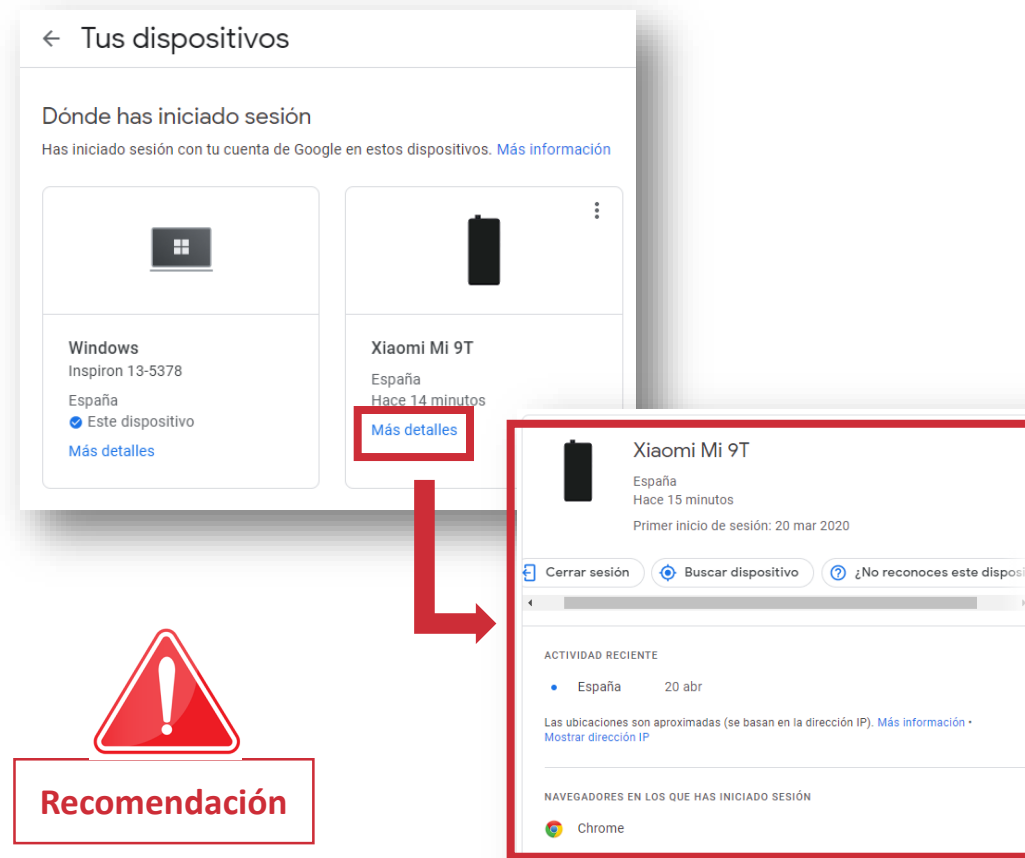 Tus dispositivos
Dónde has iniciado sesión
Has iniciado sesión con tu cuenta de Google en estos dispositivos. Más información
Windows
Inspiron 13-5378
España
Este dispositivo
Más detalles
Xiaomi Mi 9T
España
Hace 14 minutos
Más detalles
Xiaomi Mi 9T
España
Hace 15 minutos
Primer inicio de sesión: 20 mar 2020
Cerrar sesión
Buscar dispositivo
¿No reconoces este disposi
ACTIVIDAD RECIENTE
España 20 abr
Las ubicaciones son aproximadas (se basan en la dirección IP). Más información •
Mostrar dirección IP
NAVEGADORES EN LOS QUE HAS INICIADO SESIÓN
Chrome
Recomendación